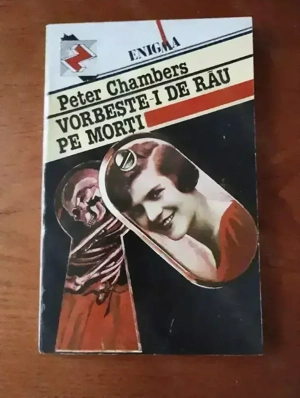 ENIGMA
Peter Chambers
VORBEȘTE-I DE RĂU
PE MORȚI